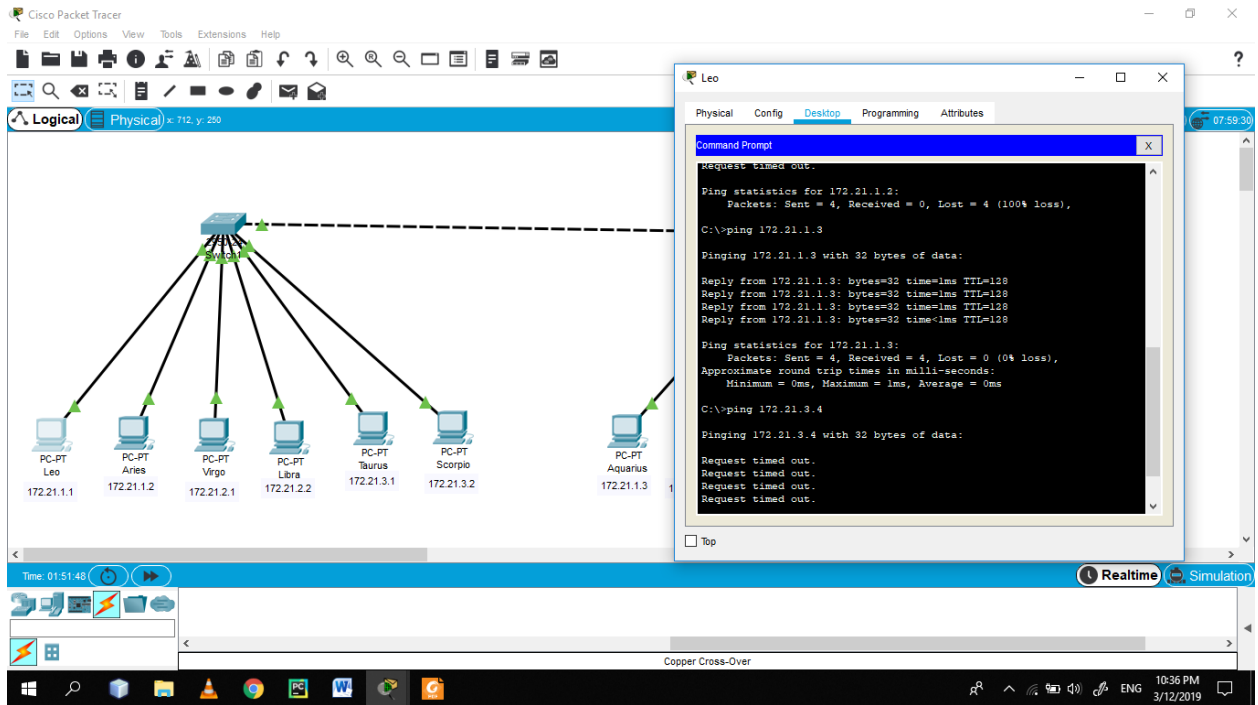 Cisco Packet Tracer
File Edit Options View Tools Extensions Help
?
Logical Physical x: 712, y: 250
07:59:30
Switch1
PC-PT
Leo
172.21.1.1
PC-PT
Aries
172.21.1.2
PC-PT
Virgo
172.21.2.1
PC-PT
Libra
172.21.2.2
PC-PT
Taurus
172.21.3.1
PC-PT
Scorpio
172.21.3.2
PC-PT
Aquarius
172.21.1.3
Leo
Physical Config Desktop Programming Attributes
Command Prompt
X
Request timed out.
Ping statistics for 172.21.1.2:
Packets: Sent = 4, Received = 0, Lost = 4 (100% loss),
C:\>ping 172.21.1.3
Pinging 172.21.1.3 with 32 bytes of data:
Reply from 172.21.1.3: bytes=32 time=1ms TTL=128
Reply from 172.21.1.3: bytes=32 time=1ms TTL=128
Reply from 172.21.1.3: bytes=32 time=1ms TTL=128
Reply from 172.21.1.3: bytes=32 time<1ms TTL=128
Ping statistics for 172.21.1.3:
Packets: Sent = 4, Received = 4, Lost = 0 (0% loss),
Approximate round trip times in milli-seconds:
Minimum = 0ms, Maximum = 1ms, Average = 0ms
C:\>ping 172.21.3.4
Pinging 172.21.3.4 with 32 bytes of data:
Request timed out.
Request timed out.
Request timed out.
Request timed out.
Top
Time: 01:51:48
Realtime Simulation
Copper Cross-Over
ENG
10:36 PM
3/12/2019